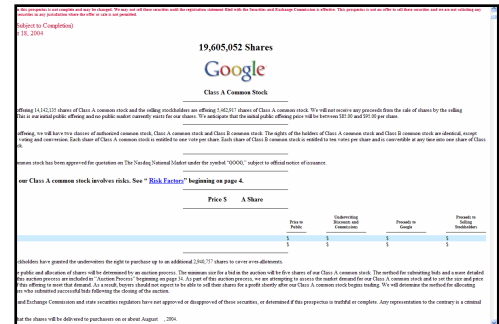 n this prospectus is not complete and may be changed. We may not sell these securities until the registration statement filed with the Securities and Exchange Commission is effective. This prospectus is not an offer to sell these securities and we are not soliciting any
securities in any jurisdiction where the offer or sale is not permitted.
Subject to Completion)
t 18, 2004
19,605,052 Shares
Google
Class A Common Stock
offering 14,142,135 shares of Class A common stock and the selling stockholders are offering 5,462,917 shares of Class A common stock. We will not receive any proceeds from the sale of shares by the selling
This is our initial public offering and no public market currently exists for our shares. We anticipate that the initial public offering price will be between $85.00 and $95.00 per share.
offering, we will have two classes of authorized common stock, Class A common stock and Class B common stock. The rights of the holders of Class A common stock and Class B common stock are identical, except
voting and conversion. Each share of Class A common stock is entitled to one vote per share. Each share of Class B common stock is entitled to ten votes per share and is convertible at any time into one share of Class
ck.
ommon stock has been approved for quotation on The Nasdaq National Market under the symbol “GOOG,” subject to official notice of issuance.
our Class A common stock involves risks. See “ Risk Factors” beginning on page 4.
Price $ A Share
Price to Public Underwriting Discounts and Commissions Proceeds to Google Proceeds to Selling Stockholders
$ $ $ $
$ $ $ $
ckholders have granted the underwriters the right to purchase up to an additional 2,940,757 shares to cover over-allotments.
e public and allocation of shares will be determined by an auction process. The minimum size for a bid in the auction will be five shares of our Class A common stock. The method for submitting bids and a more detailed
this auction process are included in “Auction Process” beginning on page 34. As part of this auction process, we are attempting to assess the market demand for our Class A common stock and to set the size and price
f this offering to meet that demand. As a result, buyers should not expect to be able to sell their shares for a profit shortly after our Class A common stock begins trading. We will determine the method for allocating
ers who submitted successful bids following the closing of the auction.
and Exchange Commission and state securities regulators have not approved or disapproved of these securities, or determined if this prospectus is truthful or complete. Any representation to the contrary is a criminal
hat the shares will be delivered to purchasers on or about August , 2004.